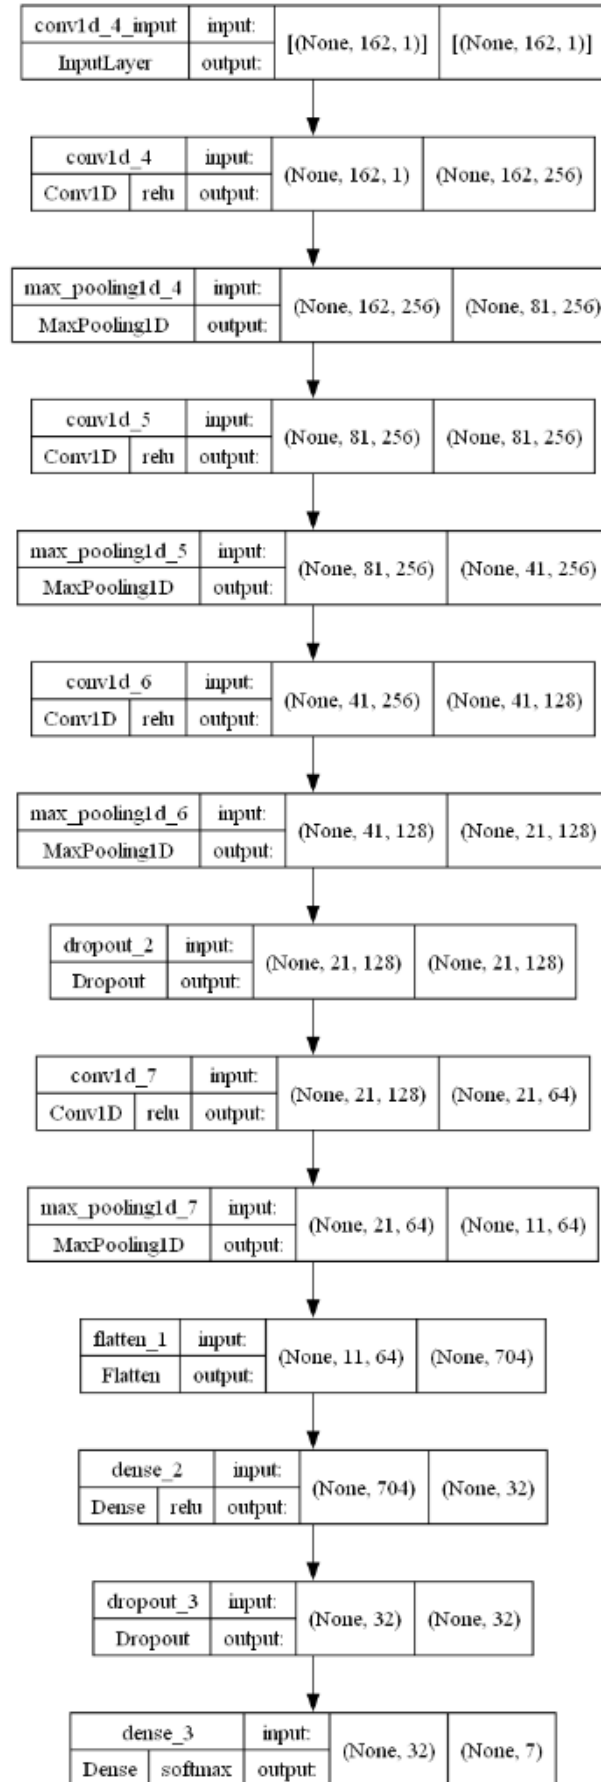 conv1d_4_input input: [(None, 162, 1)] [(None, 162, 1)]
InputLayer output:
conv1d_4 input: (None, 162, 1) (None, 162, 256)
Conv1D relu output:
max_pooling1d_4 input: (None, 162, 256) (None, 81, 256)
MaxPooling1D output:
conv1d_5 input: (None, 81, 256) (None, 81, 256)
Conv1D relu output:
max_pooling1d_5 input: (None, 81, 256) (None, 41, 256)
MaxPooling1D output:
conv1d_6 input: (None, 41, 256) (None, 41, 128)
Conv1D relu output:
max_pooling1d_6 input: (None, 41, 128) (None, 21, 128)
MaxPooling1D output:
dropout_2 input: (None, 21, 128) (None, 21, 128)
Dropout output:
conv1d_7 input: (None, 21, 128) (None, 21, 64)
Conv1D relu output:
max_pooling1d_7 input: (None, 21, 64) (None, 11, 64)
MaxPooling1D output:
flatten_1 input: (None, 11, 64) (None, 704)
Flatten output:
dense_2 input: (None, 704) (None, 32)
Dense relu output:
dropout_3 input: (None, 32) (None, 32)
Dropout output:
dense_3 input: (None, 32) (None, 7)
Dense softmax output: